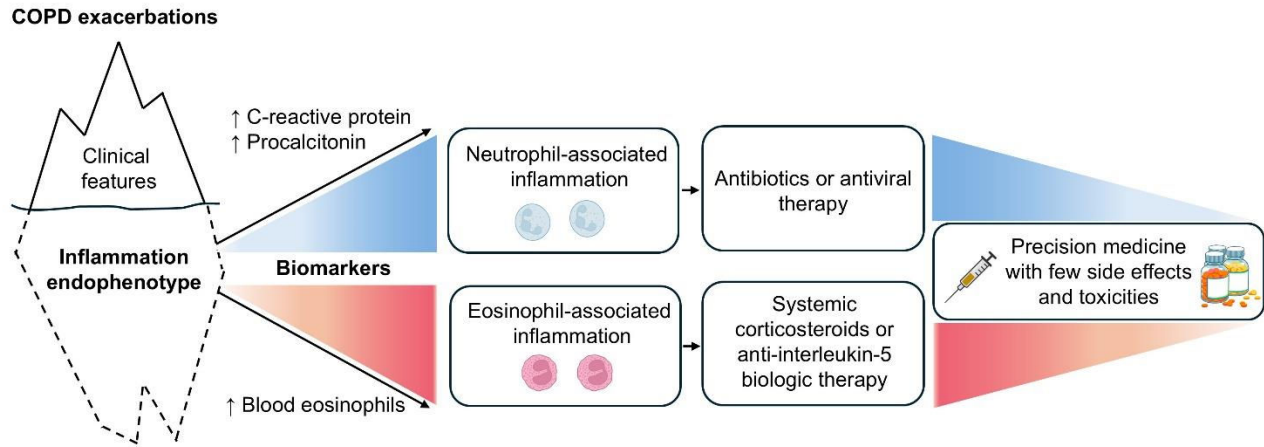 COPD exacerbations
Clinical
features
Inflammation
endophenotype
↑ C-reactive protein
↑ Procalcitonin
Biomarkers
↑ Blood eosinophils
Neutrophil-associated
inflammation
Antibiotics or antiviral
therapy
Eosinophil-associated
inflammation
Systemic
corticosteroids or
anti-interleukin-5
biologic therapy
Precision medicine
with few side effects
and toxicities